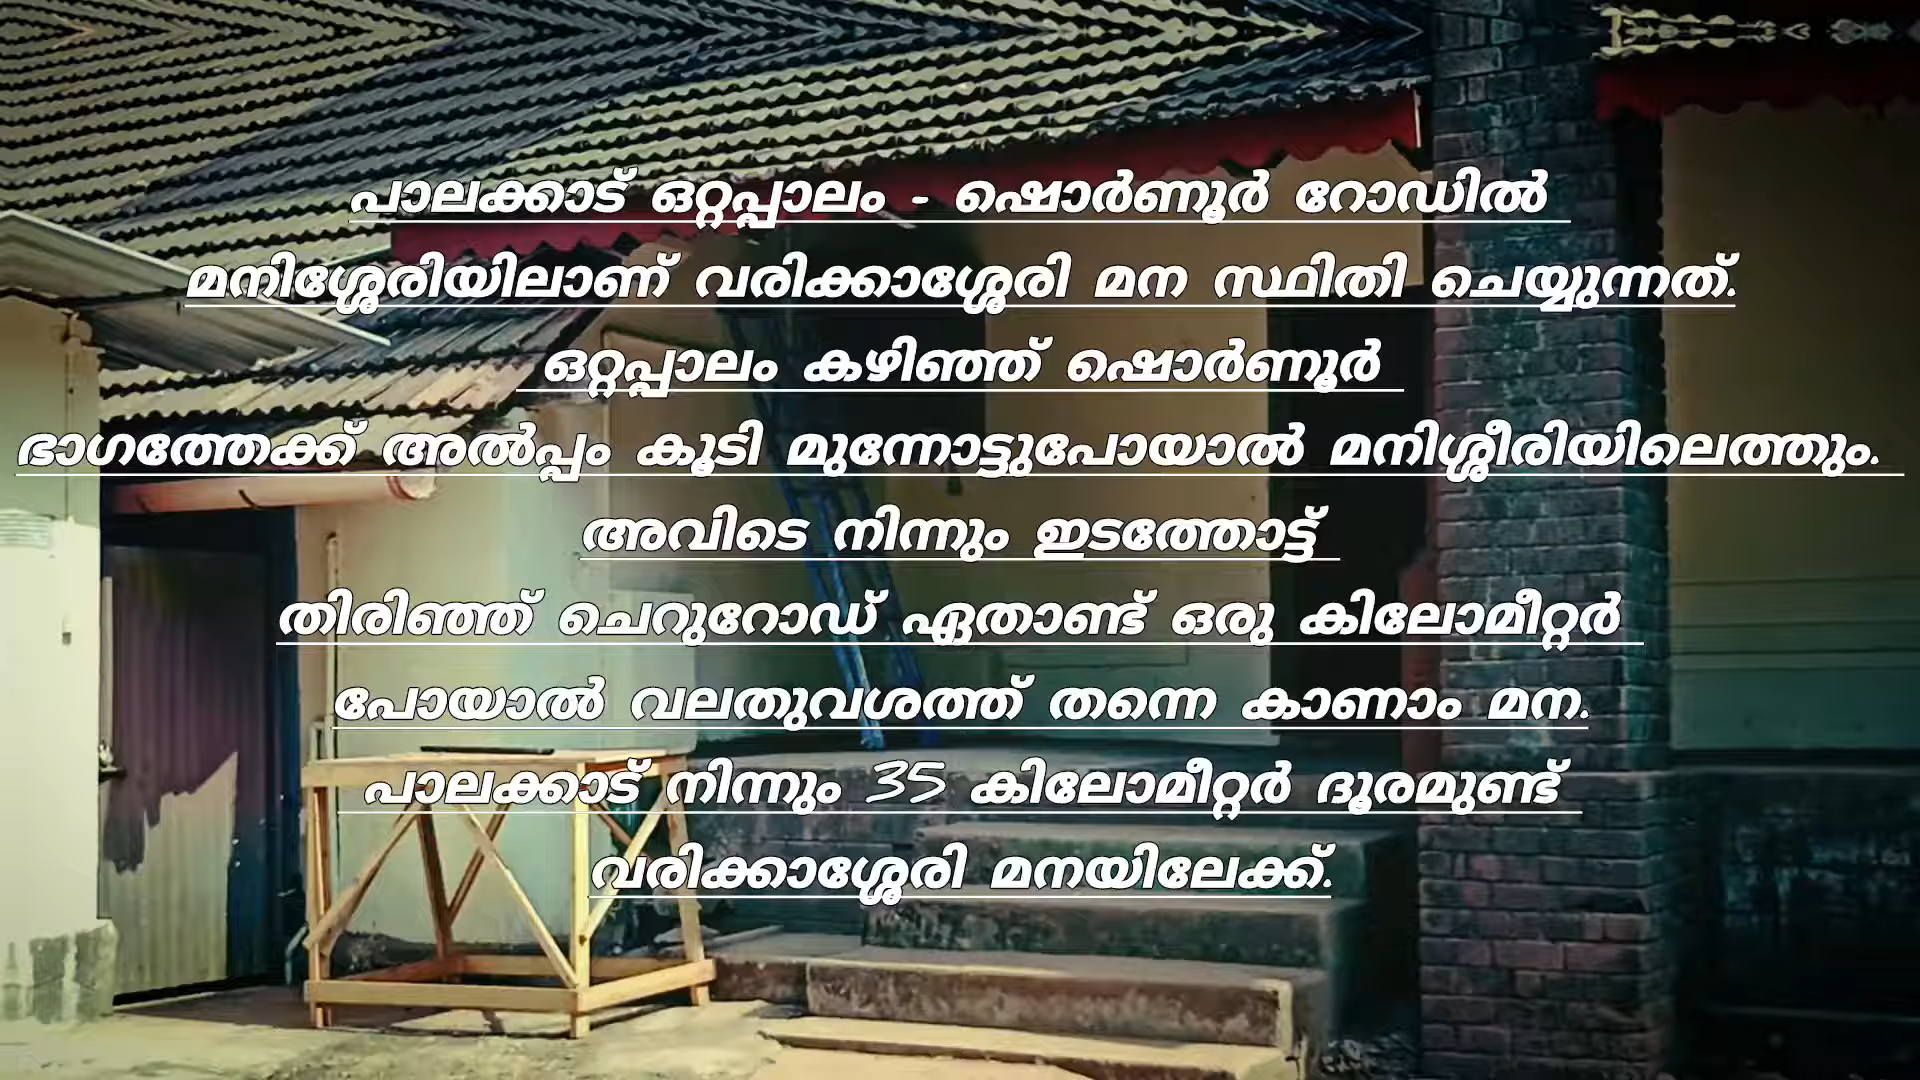 പാലക്കാട് ഒറ്റപ്പാലം - ഷൊർണൂർ റോഡിൽ
മനിശ്ശേരിയിലാണ് വരിക്കാശ്ശേരി മന സ്ഥിതി ചെയ്യുന്നത്.
ഒറ്റപ്പാലം കഴിഞ്ഞ് ഷൊർണൂർ
ഭാഗത്തേക്ക് അൽപ്പം കൂടി മുന്നോട്ടുപോയാൽ മനിശ്ശീരിയിലെത്തും.
അവിടെ നിന്നും ഇടത്തോട്ട്
തിരിഞ്ഞ് ചെറുറോഡ് ഏതാണ്ട് ഒരു കിലോമീറ്റർ
പോയാൽ വലതുവശത്ത് തന്നെ കാണാം മന.
പാലക്കാട് നിന്നും 35 കിലോമീറ്റർ ദൂരമുണ്ട്
വരിക്കാശ്ശേരി മനയിലേക്ക്.